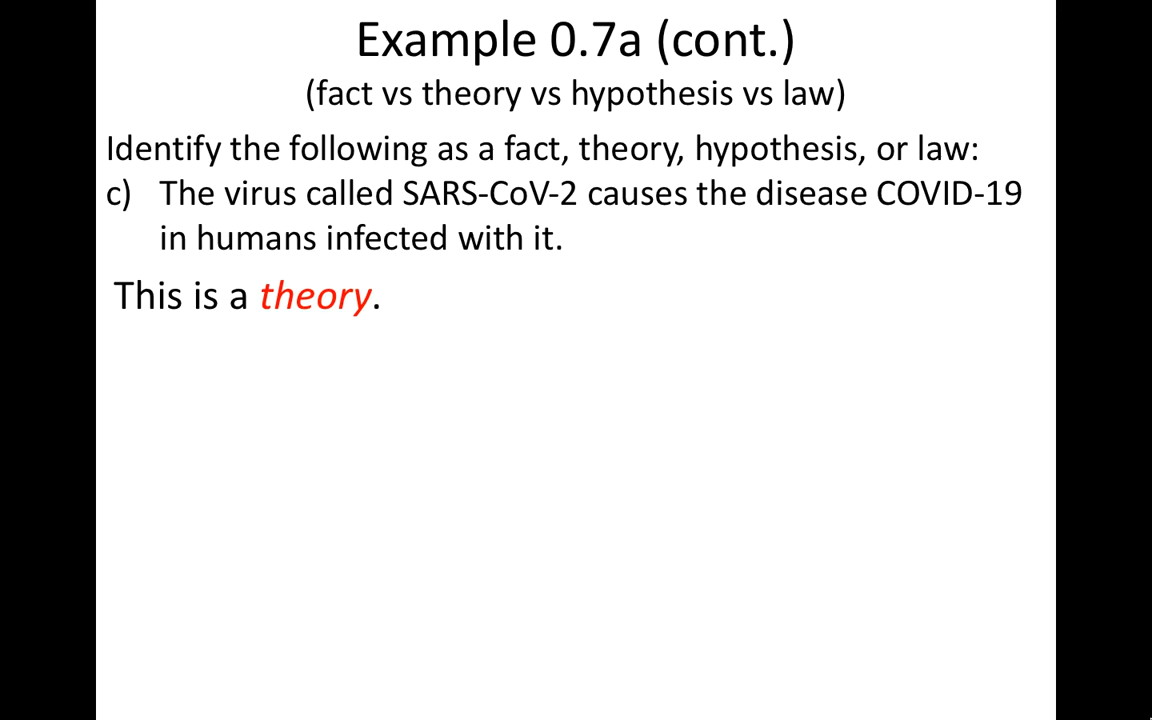 Example 0.7a (cont.)
(fact vs theory vs hypothesis vs law)
Identify the following as a fact, theory, hypothesis, or law:
c) The virus called SARS-CoV-2 causes the disease COVID-19
in humans infected with it.
This is a theory.